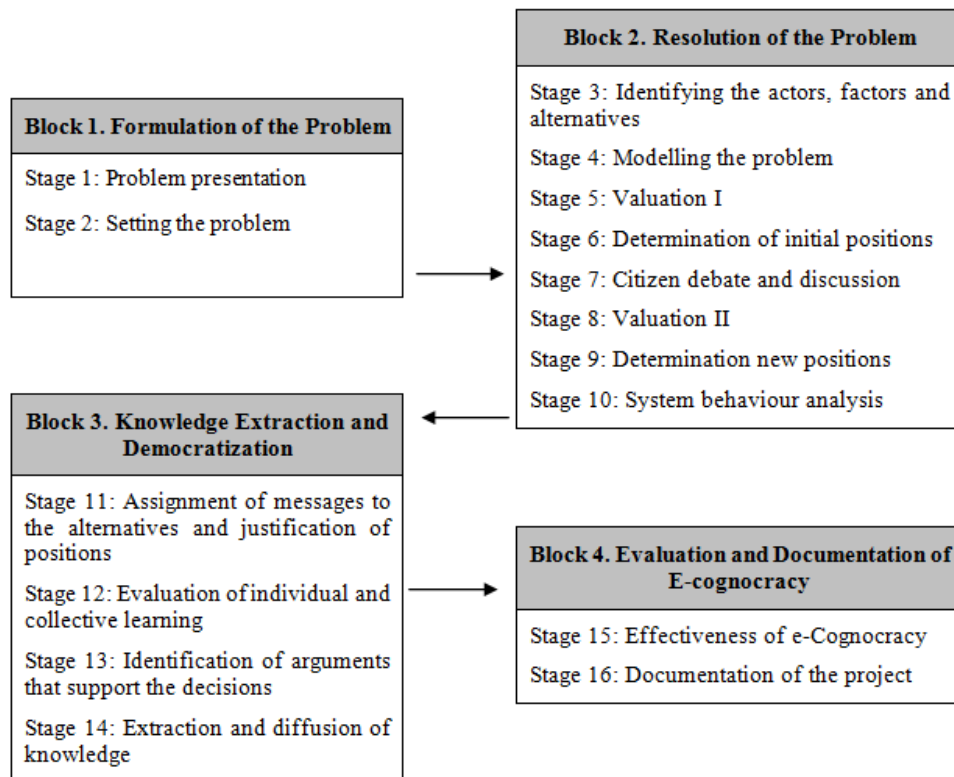 Block 1. Formulation of the Problem
Stage 1: Problem presentation
Stage 2: Setting the problem
Block 2. Resolution of the Problem
Stage 3: Identifying the actors, factors and
alternatives
Stage 4: Modelling the problem
Stage 5: Valuation I
Stage 6: Determination of initial positions
Stage 7: Citizen debate and discussion
Stage 8: Valuation II
Stage 9: Determination new positions
Stage 10: System behaviour analysis
Block 3. Knowledge Extraction and
Democratization
Stage 11: Assignment of messages to
the alternatives and justification of
positions
Stage 12: Evaluation of individual and
collective learning
Stage 13: Identification of arguments
that support the decisions
Stage 14: Extraction and diffusion of
knowledge
Block 4. Evaluation and Documentation of
E-cognocracy
Stage 15: Effectiveness of e-Cognocracy
Stage 16: Documentation of the project